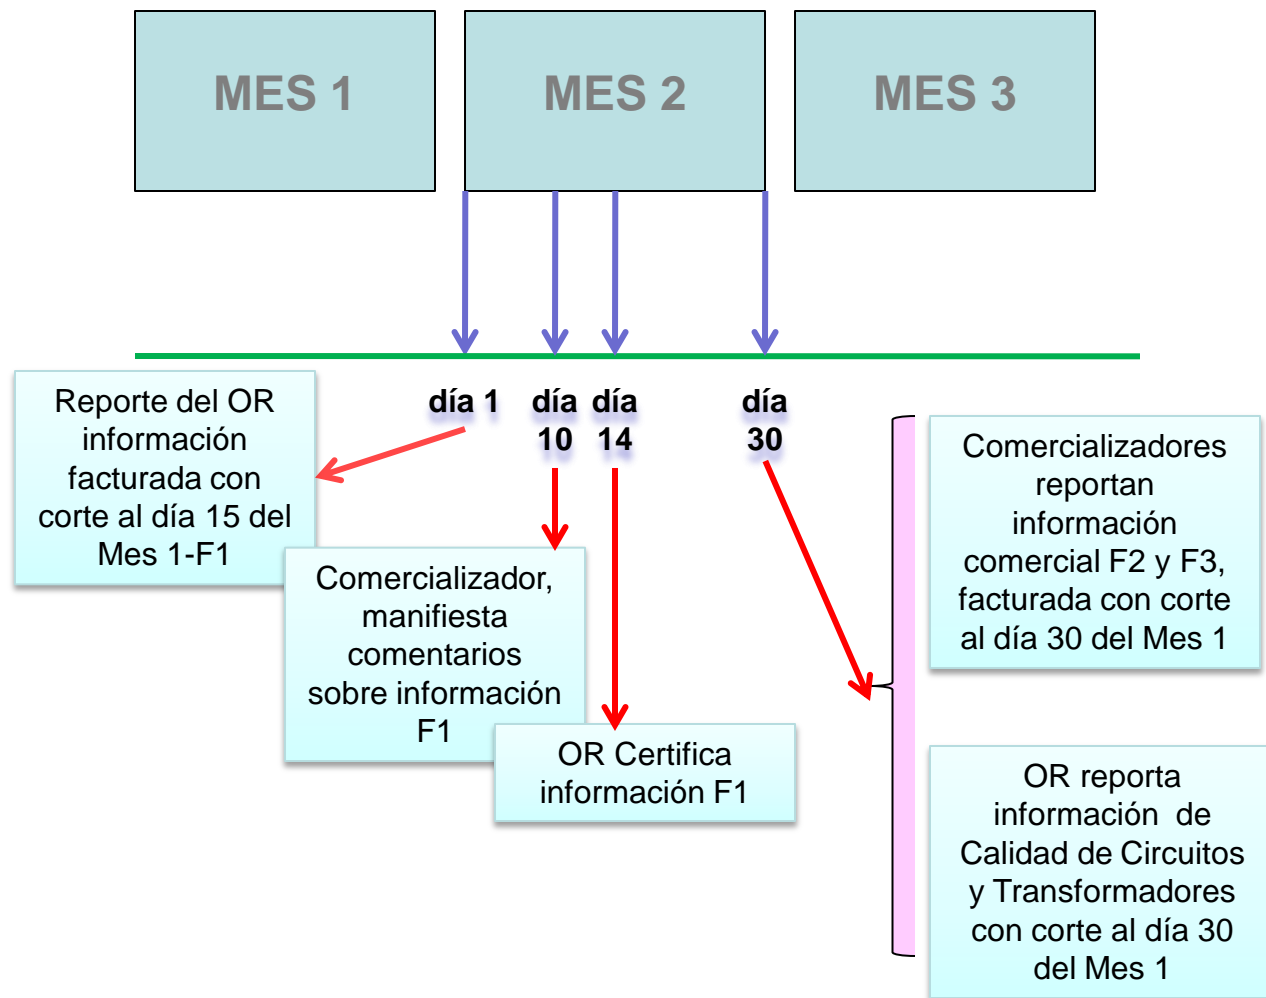 MES 1
MES 2
MES 3
día 1
día
10
día
14
día
30
Reporte del OR
información
facturada con
corte al día 15 del
Mes 1-F1
Comercializador,
manifiesta
comentarios
sobre información
F1
OR Certifica
información F1
Comercializadores
reportan
información
comercial F2 y F3,
facturada con corte
al día 30 del Mes 1
OR reporta
información de
Calidad de Circuitos
y Transformadores
con corte al día 30
del Mes 1